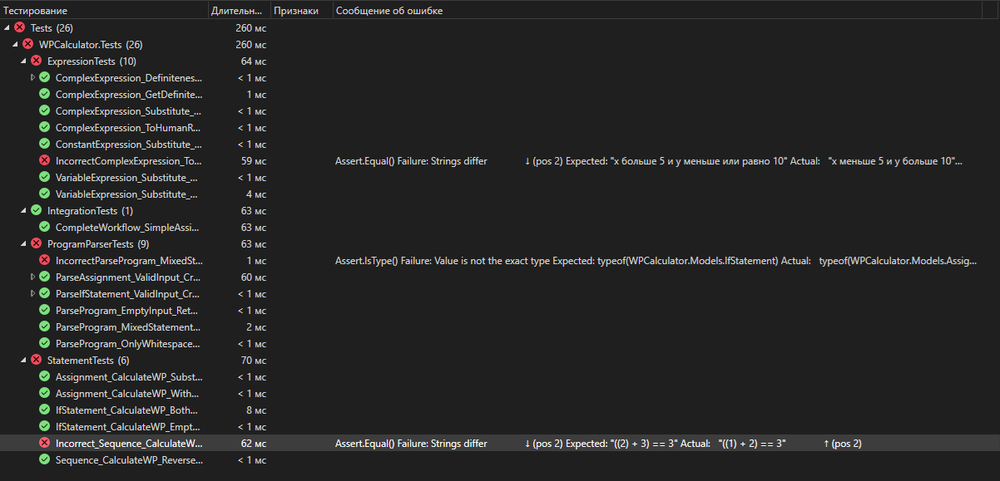 Тестирование Длительн... Признаки Сообщение об ошибке
Tests (26) 260 мс
WPCalculator.Tests (26) 260 мс
ExpressionTests (10) 64 мс
ComplexExpression_Definitenes... < 1 мс
ComplexExpression_GetDefinite... 1 мс
ComplexExpression_Substitute_... < 1 мс
ComplexExpression_ToHumanR... < 1 мс
ConstantExpression_Substitute_... < 1 мс
IncorrectComplexExpression_To... 59 мс Assert.Equal() Failure: Strings differ ↓ (pos 2) Expected: "x больше 5 и y меньше или равно 10" Actual: "x меньше 5 и y больше 10"...
VariableExpression_Substitute_... < 1 мс
VariableExpression_Substitute_... 4 мс
IntegrationTests (1) 63 мс
CompleteWorkflow_SimpleAssi... 63 мс
ProgramParserTests (9) 63 мс
IncorrectParseProgram_MixedSt... 1 мс Assert.IsType() Failure: Value is not the exact type Expected: typeof(WPCalculator.Models.IfStatement) Actual: typeof(WPCalculator.Models.Assig...
ParseAssignment_ValidInput_Cr... 60 мс
ParseIfStatement_ValidInput_Cr... < 1 мс
ParseProgram_EmptyInput_Ret... < 1 мс
ParseProgram_MixedStatement... 2 мс
ParseProgram_OnlyWhitespace... < 1 мс
StatementTests (6) 70 мс
Assignment_CalculateWP_Subst... < 1 мс
Assignment_CalculateWP_With... < 1 мс
IfStatement_CalculateWP_Both... 8 мс
IfStatement_CalculateWP_Empt... < 1 мс
Incorrect_Sequence_CalculateW... 62 мс Assert.Equal() Failure: Strings differ ↓ (pos 2) Expected: "((2) + 3) == 3" Actual: "((1) + 2) == 3" ↑ (pos 2)
Sequence_CalculateWP_Reverse... < 1 мс